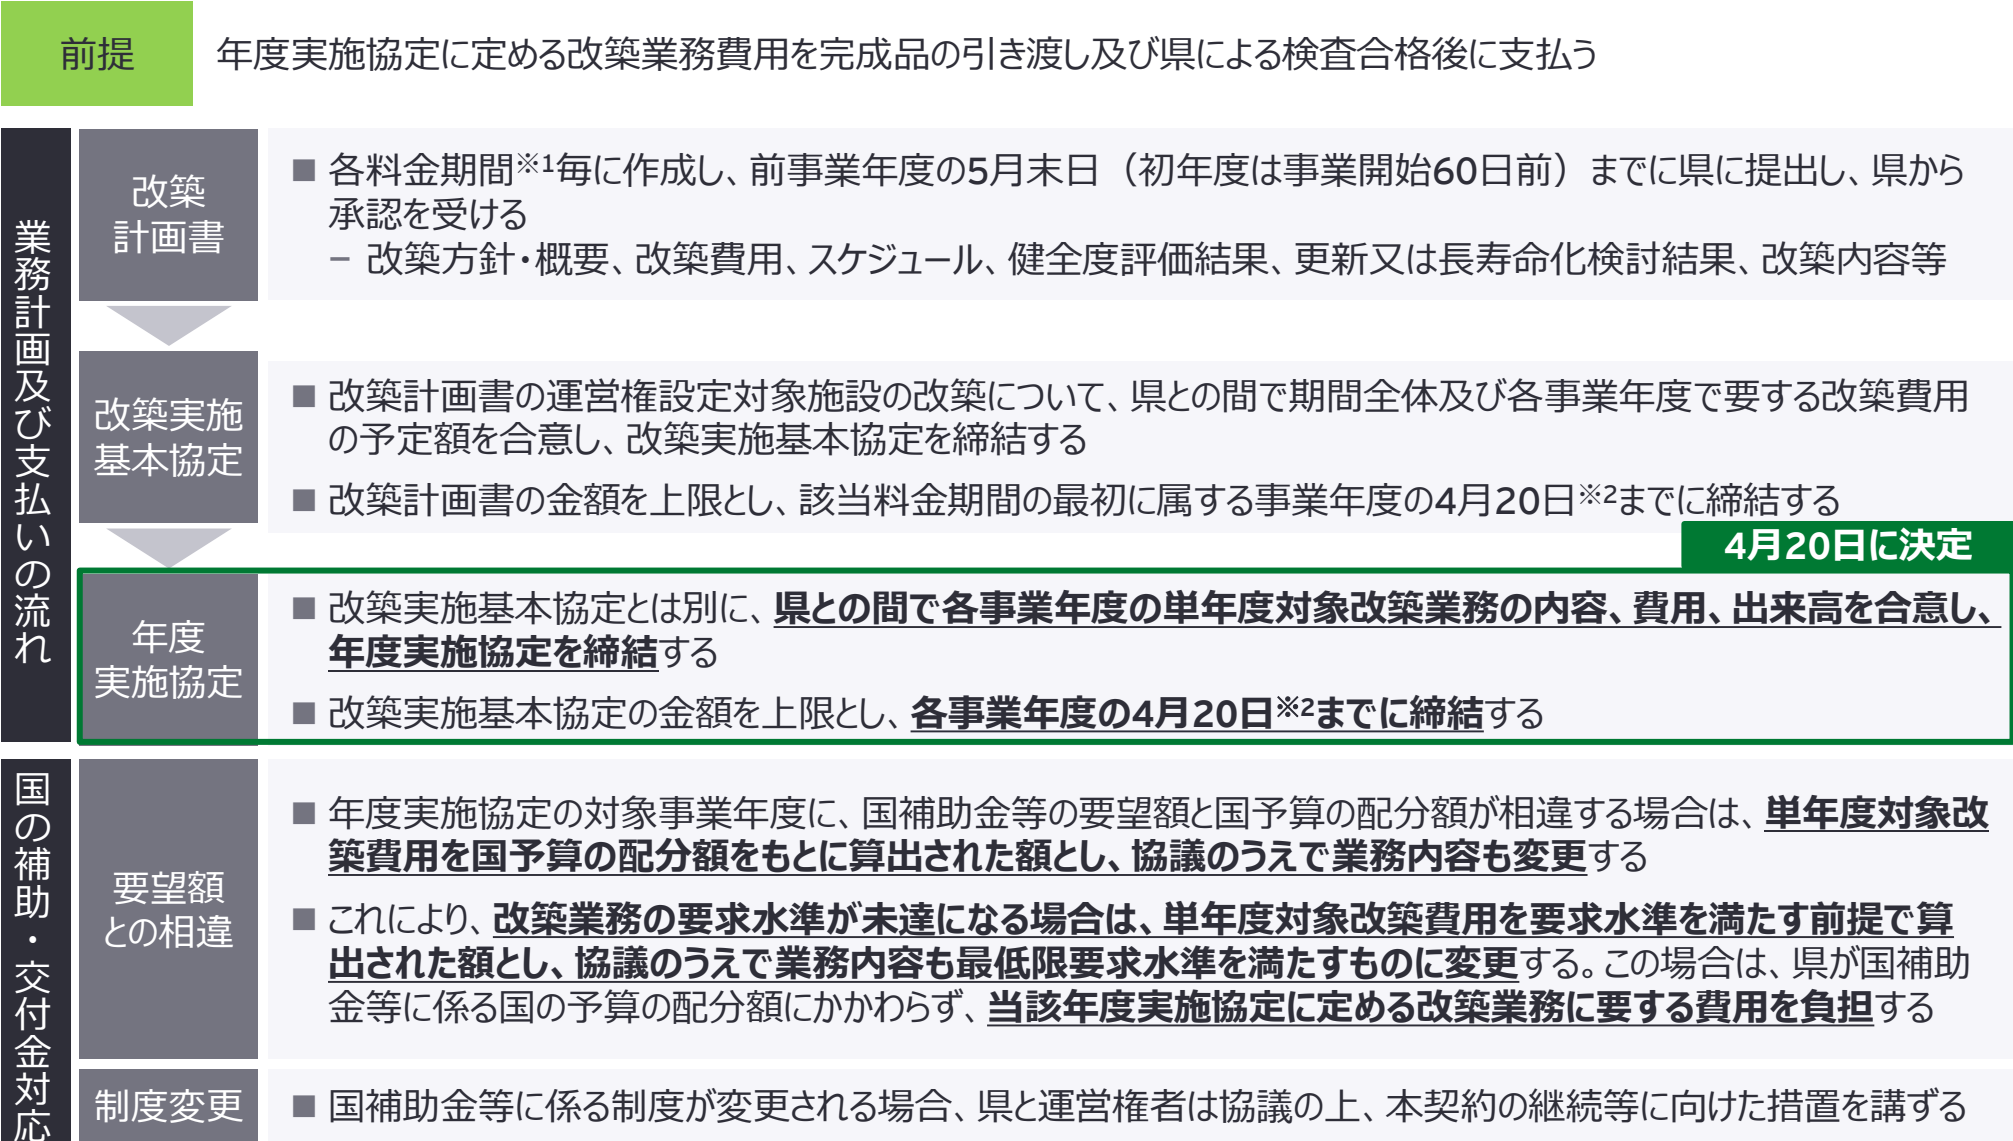 前提
年度実施協定に定める改築業務費用を完成品の引き渡し及び県による検査合格後に支払う
業務計画及び支払いの流れ
改築
計画書
■ 各料金期間※1毎に作成し、前事業年度の5月末日（初年度は事業開始60日前）までに県に提出し、県から
承認を受ける
− 改築方針・概要、改築費用、スケジュール、健全度評価結果、更新又は長寿命化検討結果、改築内容等
改築実施
基本協定
■ 改築計画書の運営権設定対象施設の改築について、県との間で期間全体及び各事業年度で要する改築費用
の予定額を合意し、改築実施基本協定を締結する
■ 改築計画書の金額を上限とし、該当料金期間の最初に属する事業年度の4月20日※2までに締結する
4月20日に決定
年度
実施協定
■ 改築実施基本協定とは別に、県との間で各事業年度の単年度対象改築業務の内容、費用、出来高を合意し、
年度実施協定を締結する
■ 改築実施基本協定の金額を上限とし、各事業年度の4月20日※2までに締結する
国の補助・交付金対応
要望額
との相違
■ 年度実施協定の対象事業年度に、国補助金等の要望額と国予算の配分額が相違する場合は、単年度対象改
築費用を国予算の配分額をもとに算出された額とし、協議のうえで業務内容も変更する
■ これにより、改築業務の要求水準が未達になる場合は、単年度対象改築費用を要求水準を満たす前提で算
出された額とし、協議のうえで業務内容も最低限要求水準を満たすものに変更する。この場合は、県が国補助
金等に係る国の予算の配分額にかかわらず、当該年度実施協定に定める改築業務に要する費用を負担する
制度変更
■ 国補助金等に係る制度が変更される場合、県と運営権者は協議の上、本契約の継続等に向けた措置を講ずる